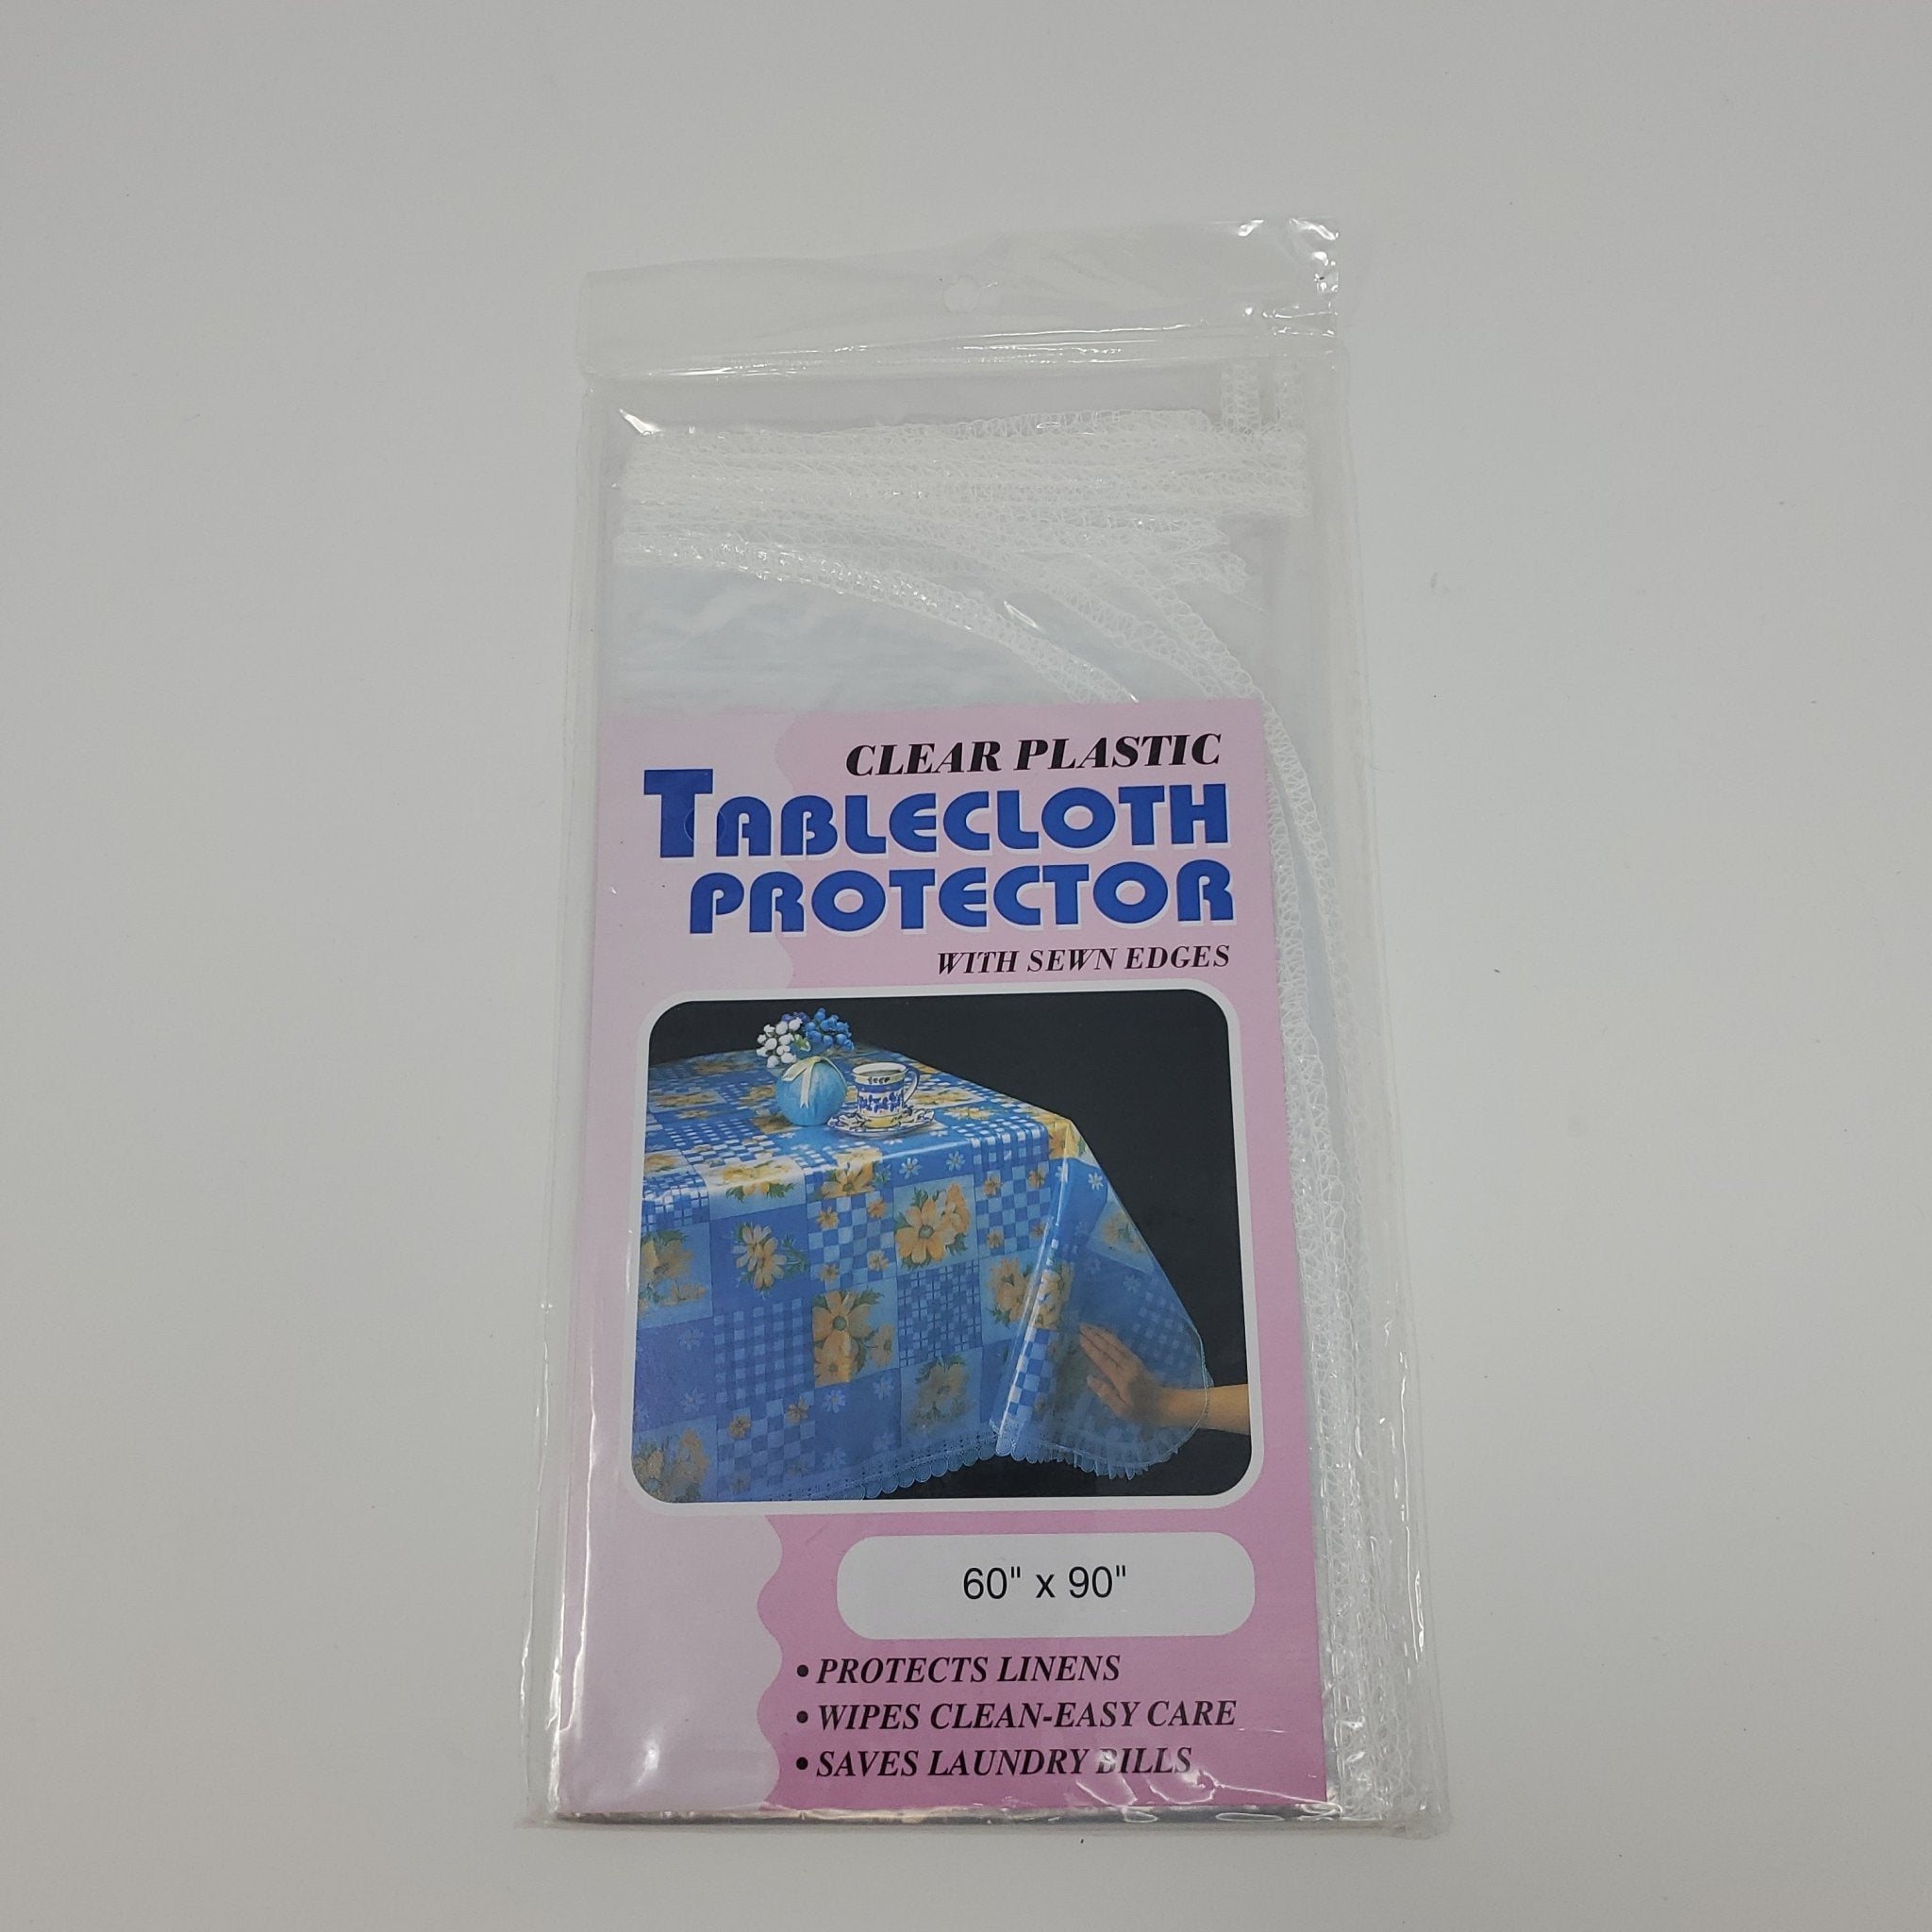 CLEAR PLASTIC
TABLECLOTH
PROTECTOR
WITH SEWN EDGES
60" x 90"
• PROTECTS LINENS
• WIPES CLEAN-EASY CARE
• SAVES LAUNDRY BILLS